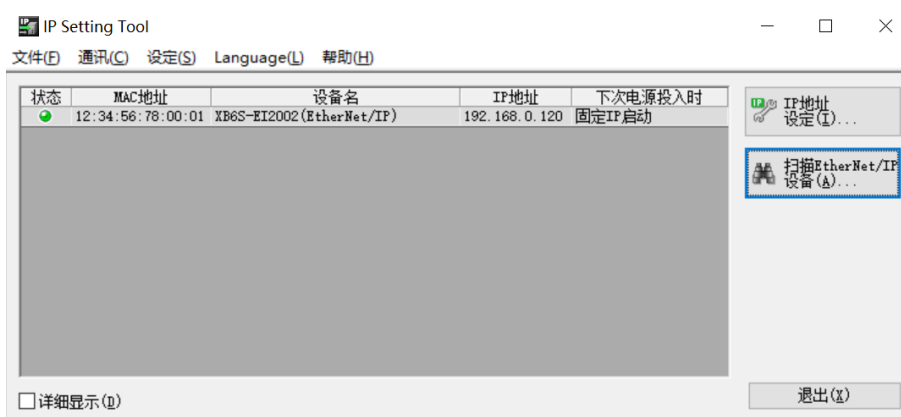 IP Setting Tool
文件(F) 通讯(C) 设定(S) Language(L) 帮助(H)
状态 MAC地址 设备名 IP地址 下次电源投入时
12:34:56:78:00:01 XB6S-EI2002(EtherNet/IP) 192.168.0.120 固定IP启动
IP地址
设定(I)...
扫描EtherNet/IP
设备(A)...
详细显示(D)
退出(X)